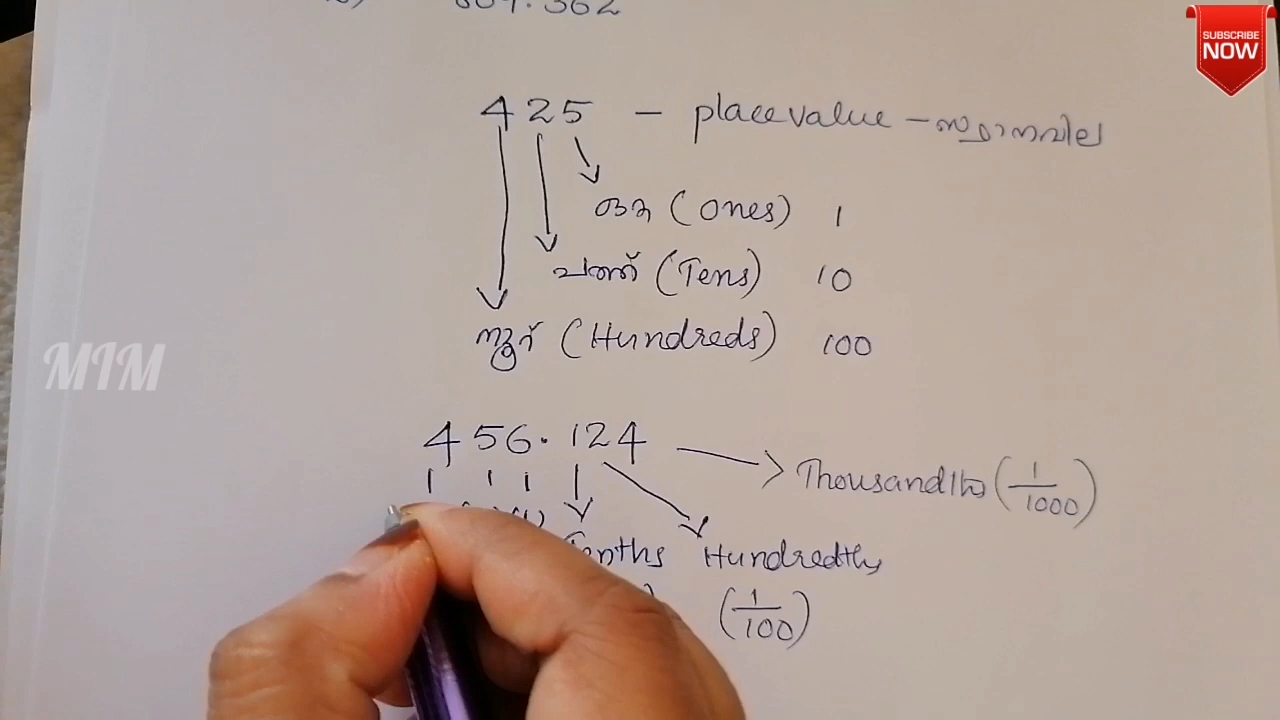 SUBSCRIBE
NOW
425 – placevalue – സ്ഥാനവില
ഒന്ന് (Ones) 1
പത്ത് (Tens) 10
നൂറ് (Hundreds) 100
MIM
456.124 Thousandths (1/1000)
(1)
Tenths Hundredths
(1/100)